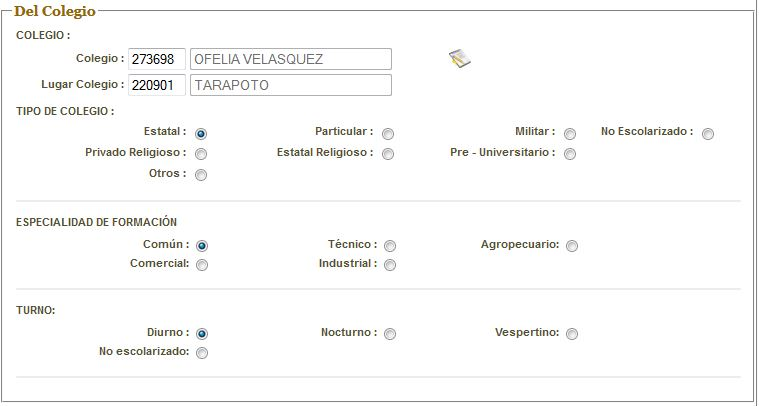 Del Colegio
COLEGIO :
Colegio : 273698 OFELIA VELASQUEZ
Lugar Colegio : 220901 TARAPOTO
TIPO DE COLEGIO :
Estatal : Particular : Militar : No Escolarizado :
Privado Religioso : Estatal Religioso : Pre - Universitario :
Otros :
ESPECIALIDAD DE FORMACIÓN
Común : Técnico : Agropecuario:
Comercial: Industrial :
TURNO:
Diurno : Nocturno : Vespertino:
No escolarizado: